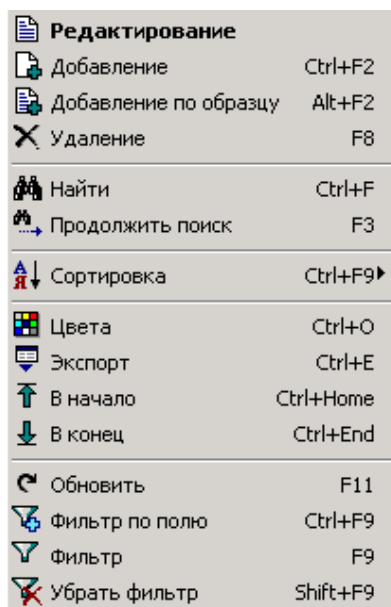 Редактирование
Добавление Ctrl+F2
Добавление по образцу Alt+F2
Удаление F8
Найти Ctrl+F
Продолжить поиск F3
Сортировка Ctrl+F9
Цвета Ctrl+O
Экспорт Ctrl+E
В начало Ctrl+Home
В конец Ctrl+End
Обновить F11
Фильтр по полю Ctrl+F9
Фильтр F9
Убрать фильтр Shift+F9